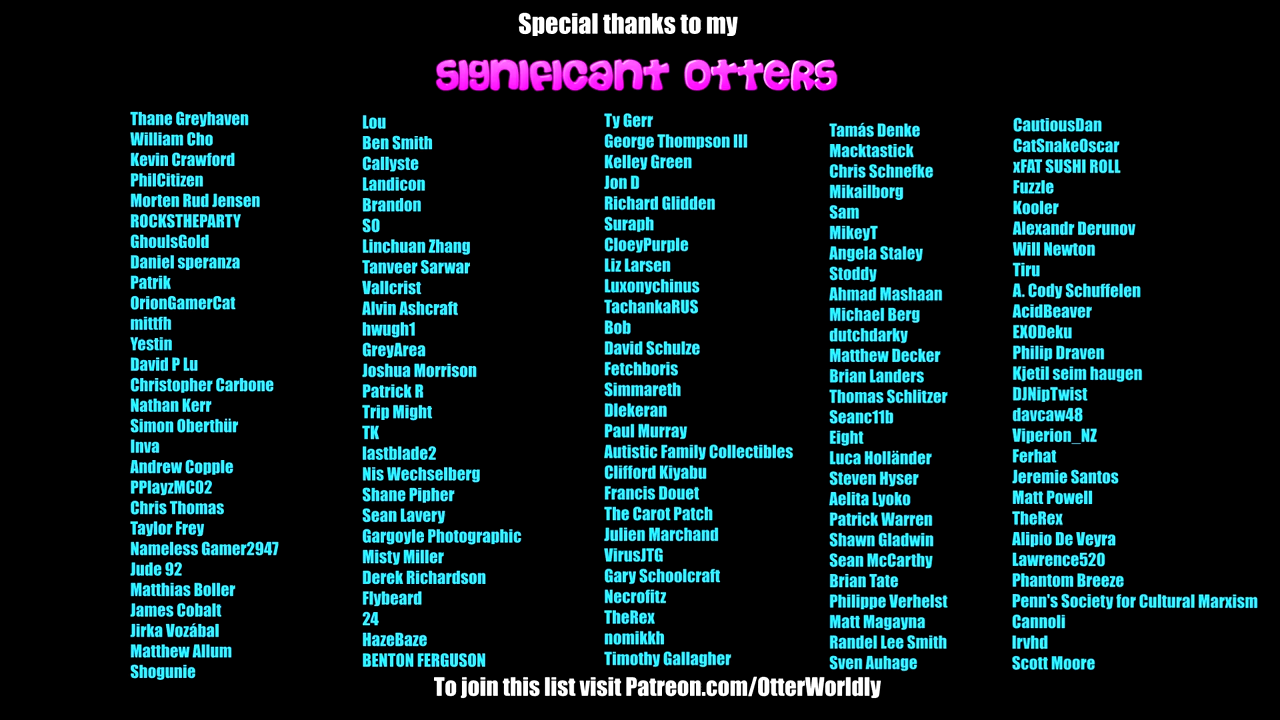 Special thanks to my
Significant Otters
Thane Greyhaven
William Cho
Kevin Crawford
PhilCitizen
Morten Rud Jensen
ROCKSTHEPARTY
GhoulsGold
Daniel speranza
Patrik
OrionGamerCat
mittfh
Yestin
David P Lu
Christopher Carbone
Nathan Kerr
Simon Oberthür
Inva
Andrew Copple
PPlayzMC02
Chris Thomas
Taylor Frey
Nameless Gamer2947
Jude 92
Matthias Boller
James Cobalt
Jirka Vozábal
Matthew Allum
Shogunie
Lou
Ben Smith
Callyste
Landicon
Brandon
SO
Linchuan Zhang
Tanveer Sarwar
Vallcrist
Alvin Ashcraft
hwugh1
GreyArea
Joshua Morrison
Patrick R
Trip Might
TK
lastblade2
Nis Wechselberg
Shane Pipher
Sean Lavery
Gargoyle Photographic
Misty Miller
Derek Richardson
Flybeard
24
HazeBaze
BENTON FERGUSON
Ty Gerr
George Thompson III
Kelley Green
Jon D
Richard Glidden
Suraph
CloeyPurple
Liz Larsen
Luxonychinus
TachankaRUS
Bob
David Schulze
Fetchboris
Simmareth
Dlekeran
Paul Murray
Autistic Family Collectibles
Clifford Kiyabu
Francis Douet
The Carot Patch
Julien Marchand
VirusJTG
Gary Schoolcraft
Necrofitz
TheRex
nomikkh
Timothy Gallagher
Tamás Denke
Macktastick
Chris Schnefke
Mikailborg
Sam
MikeyT
Angela Staley
Stoddy
Ahmad Mashaan
Michael Berg
dutchdarky
Matthew Decker
Brian Landers
Thomas Schlitzer
Seanc11b
Eight
Luca Holländer
Steven Hyser
Aelita Lyoko
Patrick Warren
Shawn Gladwin
Sean McCarthy
Brian Tate
Philippe Verhelst
Matt Magayna
Randel Lee Smith
Sven Auhage
CautiousDan
CatSnakeOscar
xFAT SUSHI ROLL
Fuzzle
Kooler
Alexandr Derunov
Will Newton
Tiru
A. Cody Schuffelen
AcidBeaver
EXODeku
Philip Draven
Kjetil seim haugen
DJNipTwist
davcaw48
Viperion_NZ
Ferhat
Jeremie Santos
Matt Powell
TheRex
Alipio De Veyra
Lawrence520
Phantom Breeze
Penn's Society for Cultural Marxism
Cannoli
lrvhd
Scott Moore
To join this list visit Patreon.com/OtterWorldly